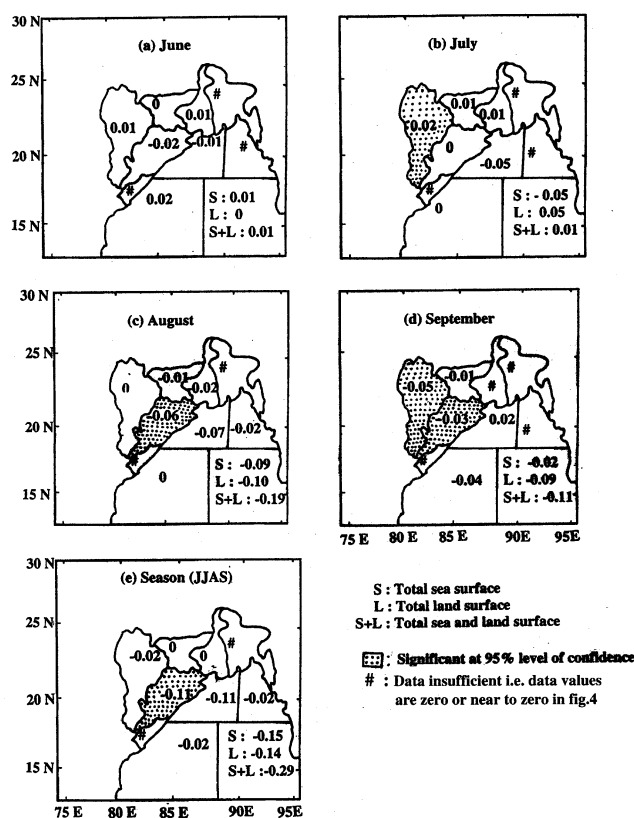 (a) June
30 N
25 N
20 N
15 N
0
#
0.01
0.01
-0.02
-0.01
#
#
0.02
S : 0.01
L : 0
S+L : 0.01
(b) July
0.01
#
0.02
0.01
0
#
-0.05
#
0
S : - 0.05
L : 0.05
S+L : 0.01
(c) August
30 N
25 N
20 N
15 N
-0.01
#
0
-0.02
-0.06
-0.07
-0.02
#
0
S : -0.09
L : -0.10
S+L : -0.19
(d) September
-0.01
#
-0.05
#
-0.03
0.02
#
#
-0.04
S : -0.02
L : -0.09
S+L : -0.11
75 E
80 E
85 E
90E
95E
(e) Season (JJAS)
30 N
25 N
20 N
15 N
0
#
-0.02
0
-0.11
-0.11
-0.02
#
-0.02
S : -0.15
L : -0.14
S+L :-0.29
75 E
80 E
85 E
90E
95 E
S : Total sea surface
L : Total land surface
S+L : Total sea and land surface
: Significant at 95% level of confidence
# : Data insufficient i.e. data values
are zero or near to zero in fig.4